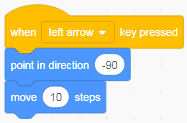 when left arrow key pressed
point in direction -90
move 10 steps